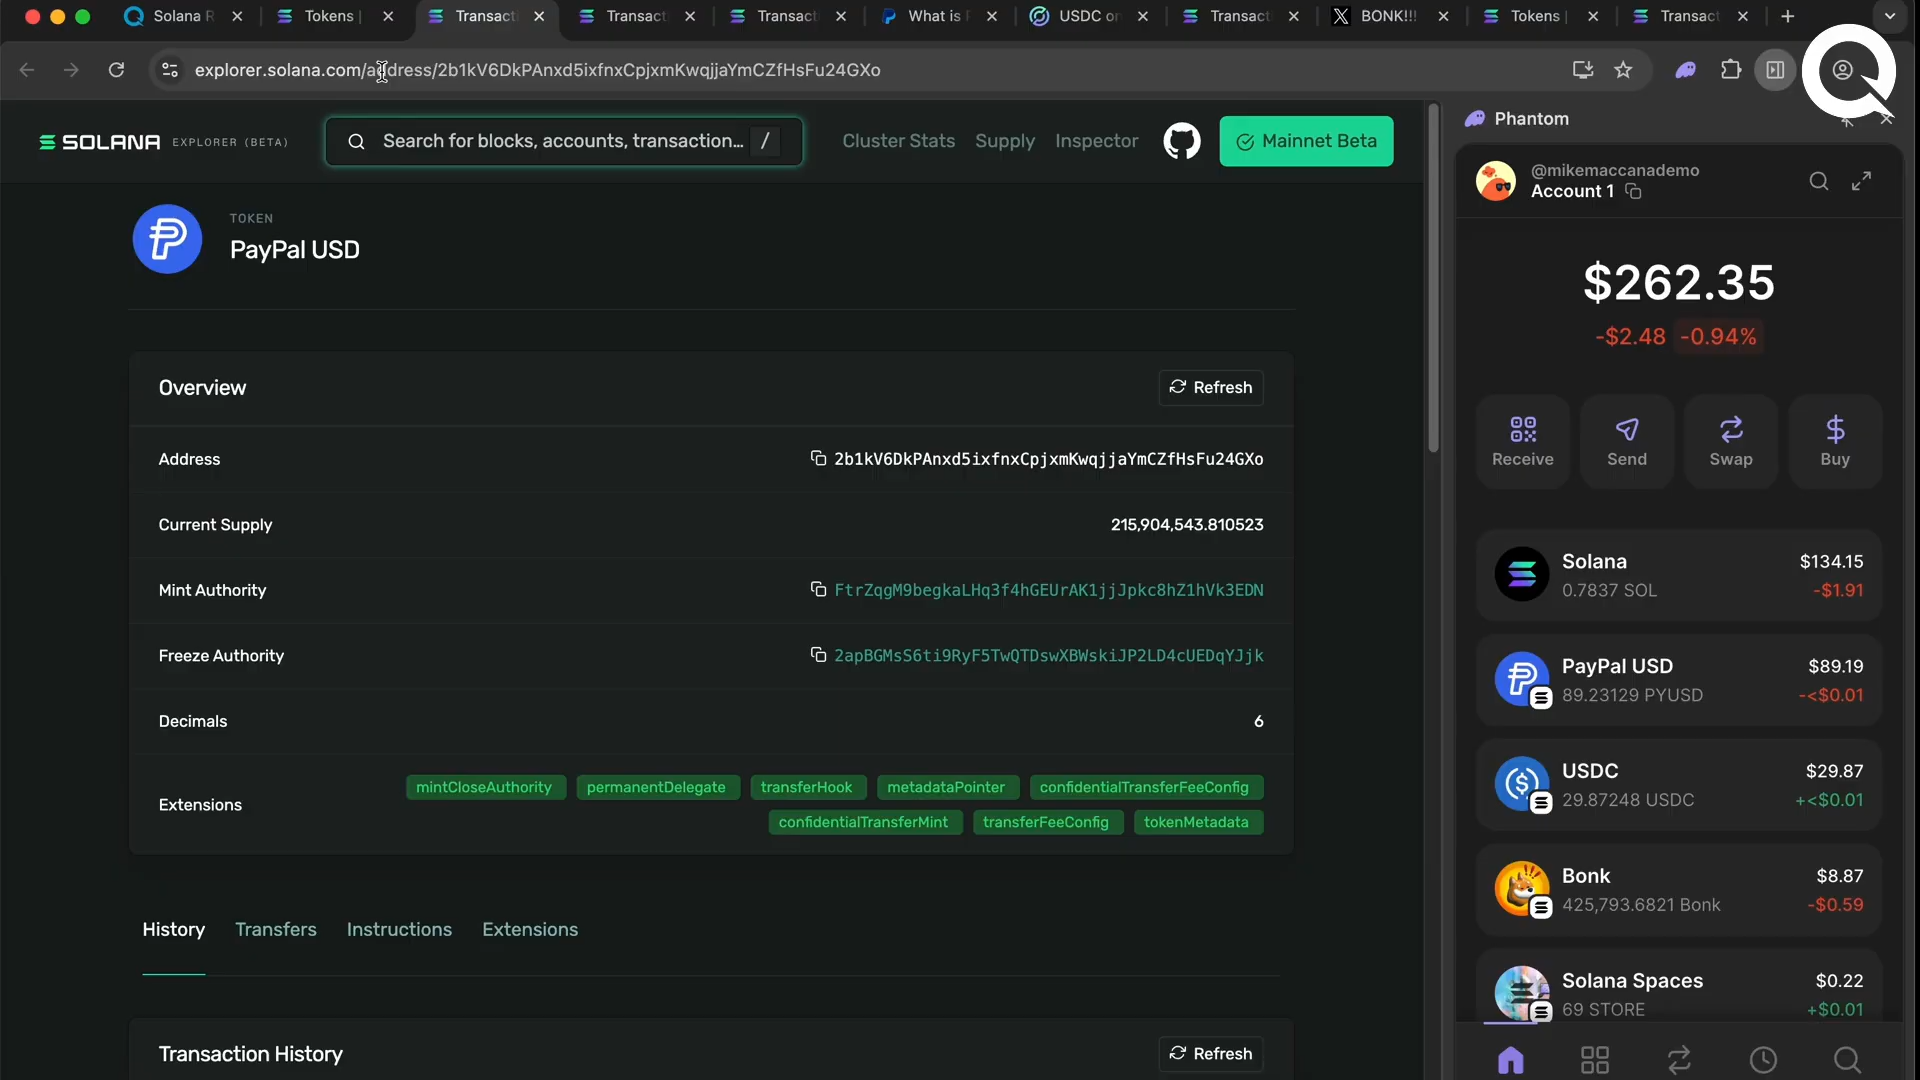 Solana R
Tokens |
Transact
Transact
Transact
What is
USDC on
Transact
BONK!!!
Tokens |
Transact
explorer.solana.com/address/2b1kV6DkPAnxd5ixfnxCpjxmKwqjjaYmCZfHsFu24GXo
SOLANA EXPLORER (BETA)
Search for blocks, accounts, transaction... /
Cluster Stats
Supply
Inspector
Mainnet Beta
TOKEN
PayPal USD
Overview
Refresh
Address
2b1kV6DkPAnxd5ixfnxCpjxmKwqjjaYmCZfHsFu24GXo
Current Supply
215,904,543.810523
Mint Authority
FtrZqgM9begkaLHq3f4hGEUrAK1jjJpkc8hZ1hVk3EDN
Freeze Authority
2apBGMsS6ti9RyF5TwQTDswXBWskiJP2LD4cUEDqYJjk
Decimals
6
Extensions
mintCloseAuthority permanentDelegate transferHook metadataPointer confidentialTransferFeeConfig
confidentialTransferMint transferFeeConfig tokenMetadata
History
Transfers
Instructions
Extensions
Transaction History
Refresh
Phantom
@mikemaccanademo
Account 1
$262.35
-$2.48 -0.94%
Receive
Send
Swap
Buy
Solana
$134.15
0.7837 SOL
-$1.91
PayPal USD
$89.19
89.23129 PYUSD
-<$0.01
USDC
$29.87
29.87248 USDC
+<$0.01
Bonk
$8.87
425,793.6821 Bonk
-$0.59
Solana Spaces
$0.22
69 STORE
+$0.01